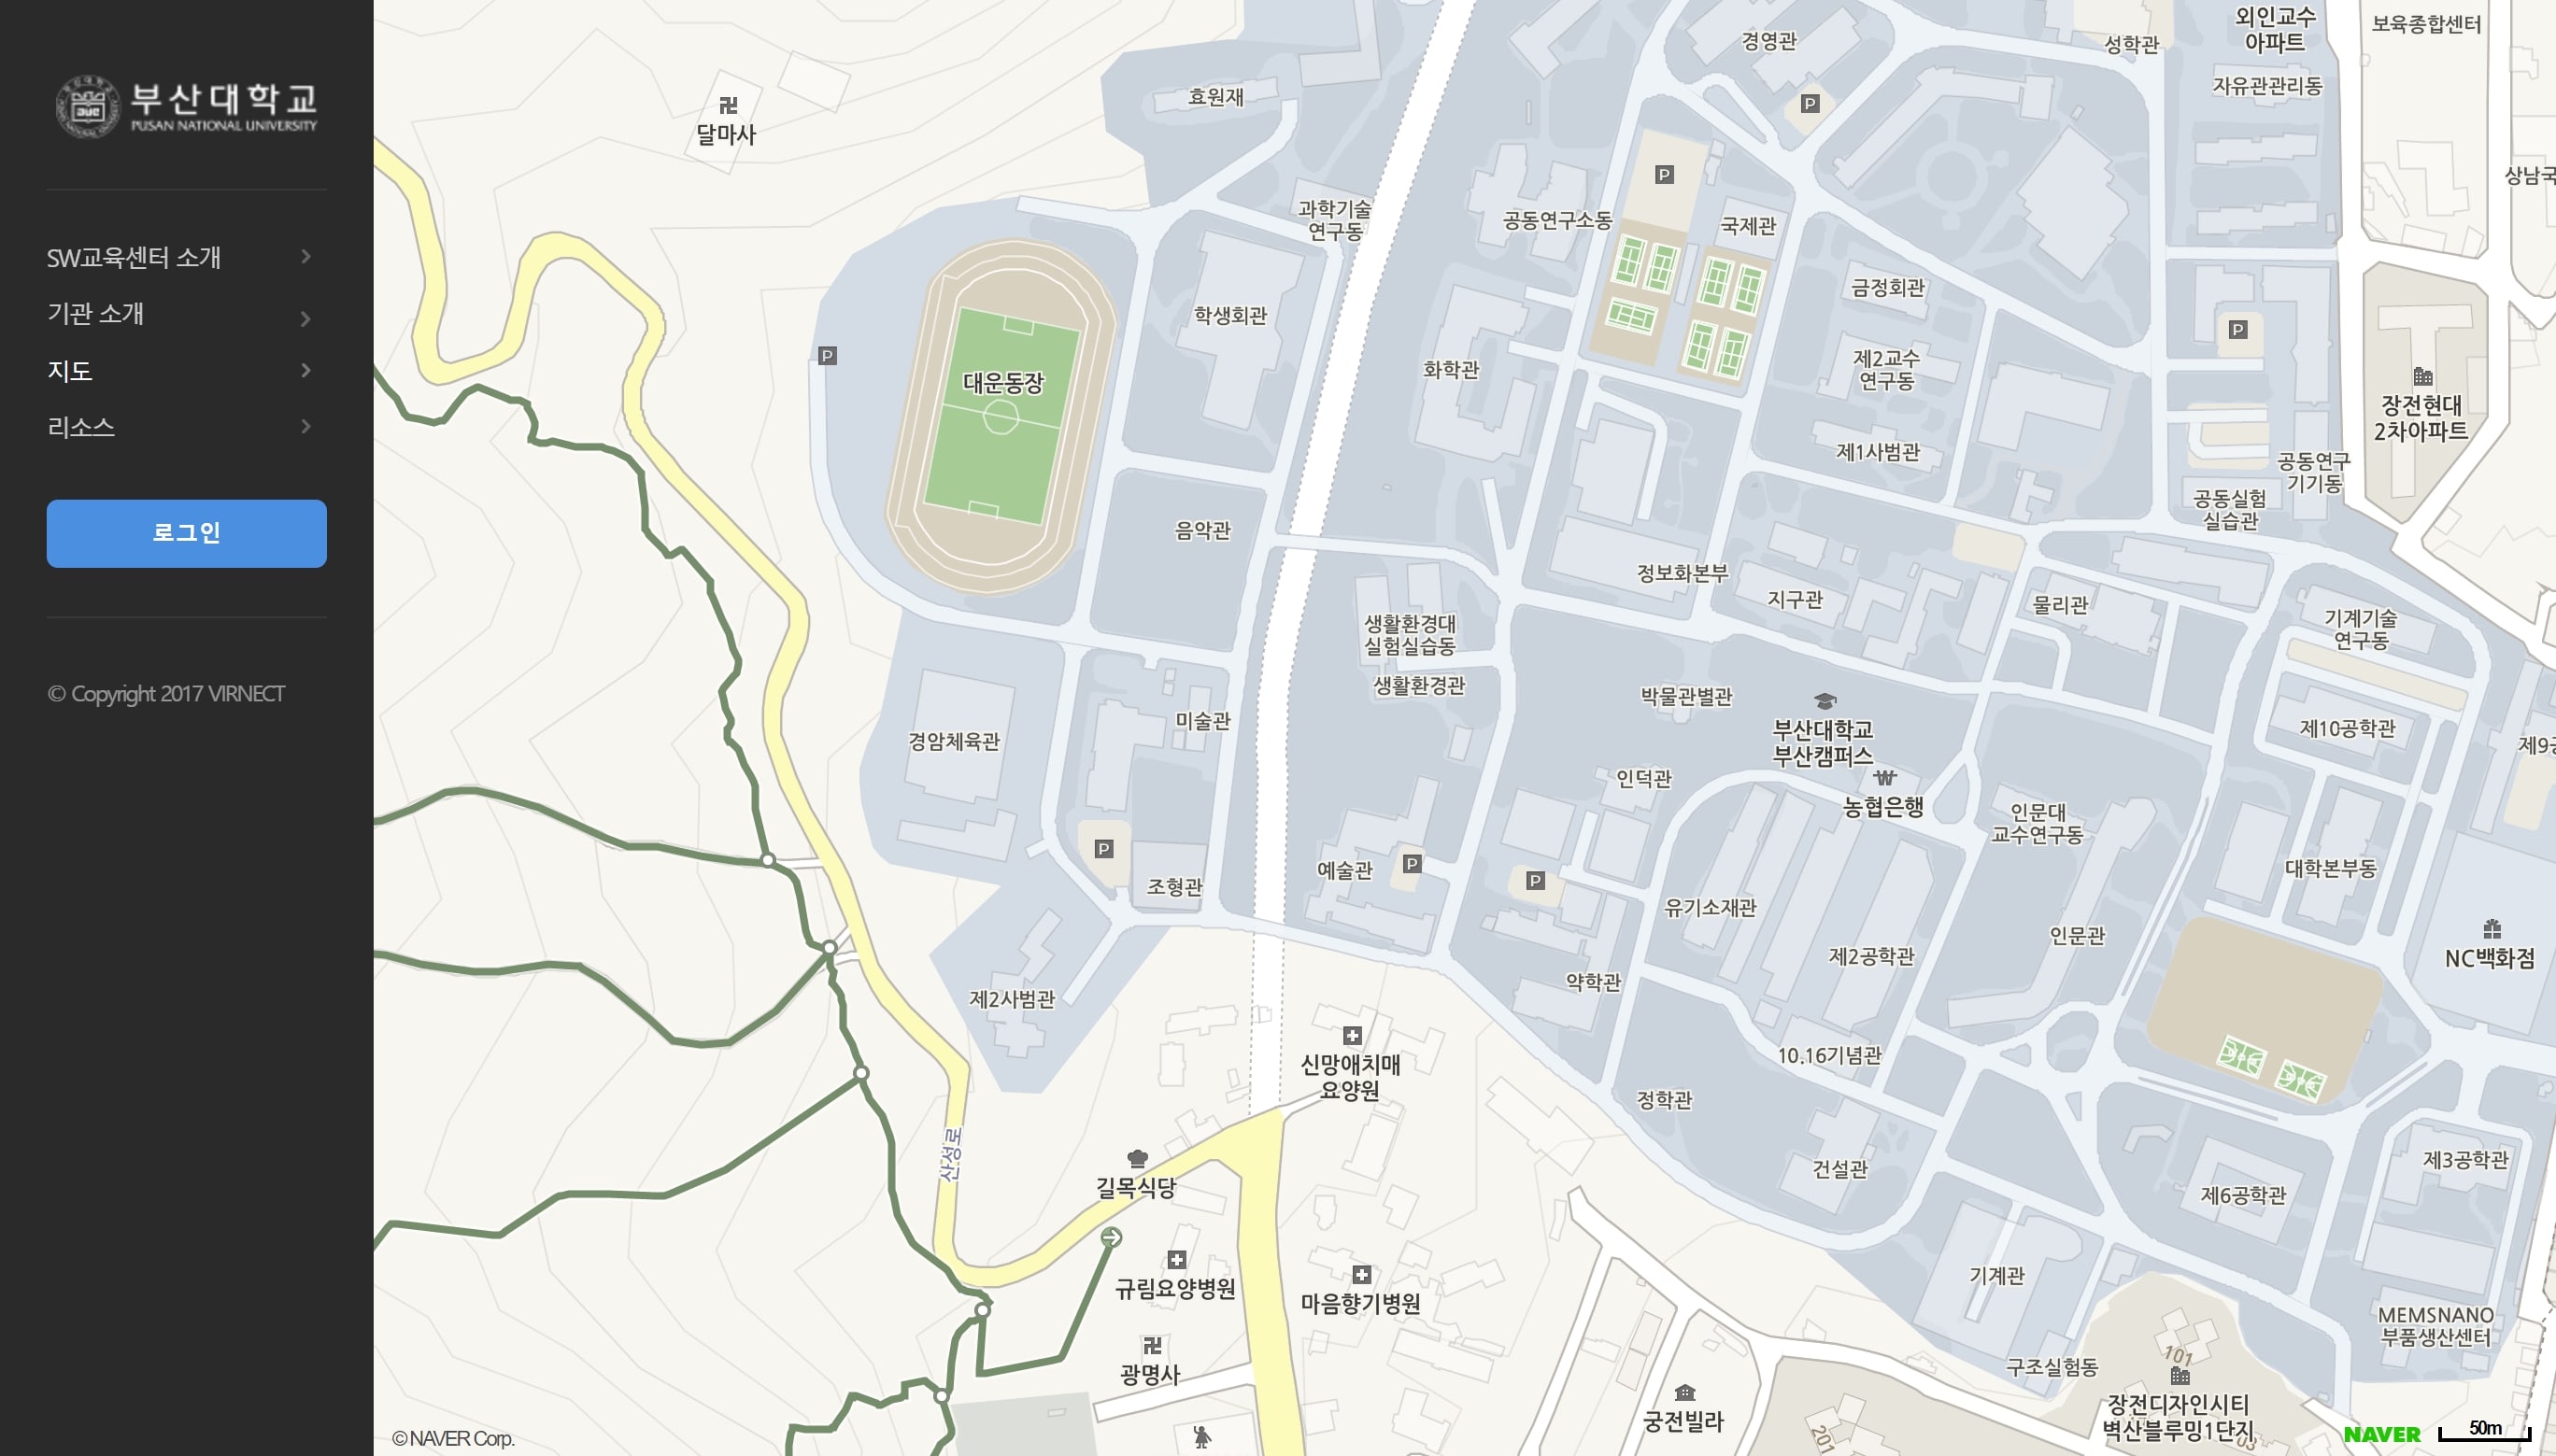 부산대학교
PUSAN NATIONAL UNIVERSITY
SW교육센터 소개
기관 소개
지도
리소스
로그인
© Copyright 2017 VIRNECT
달마사
효원재
과학기술
연구동
학생회관
대운동장
음악관
미술관
경암체육관
조형관
제2사범관
산성로
길목식당
규림요양병원
광명사
마음향기병원
신망애치매
요양원
경영관
성학관
외인교수
아파트
자유관관리동
보육종합센터
상남국
공동연구소동
국제관
금정회관
제2교수
연구동
화학관
제1사범관
장전현대
2차아파트
공동연구
기기동
공동실험
실습관
정보화본부
지구관
물리관
기계기술
연구동
생활환경대
실험실습동
생활환경관
박물관별관
부산대학교
부산캠퍼스
농협은행
제10공학관
제9공
인덕관
인문대
교수연구동
예술관
유기소재관
제2공학관
인문관
대학본부동
NC백화점
약학관
10.16기념관
정학관
건설관
제6공학관
제3공학관
기계관
MEMSNANO
부품생산센터
구조실험동
101
장전디자인시티
벽산블루밍1단지
궁전빌라
201
P
P
P
P
P
P
P
P
© NAVER Corp.
NAVER
50m